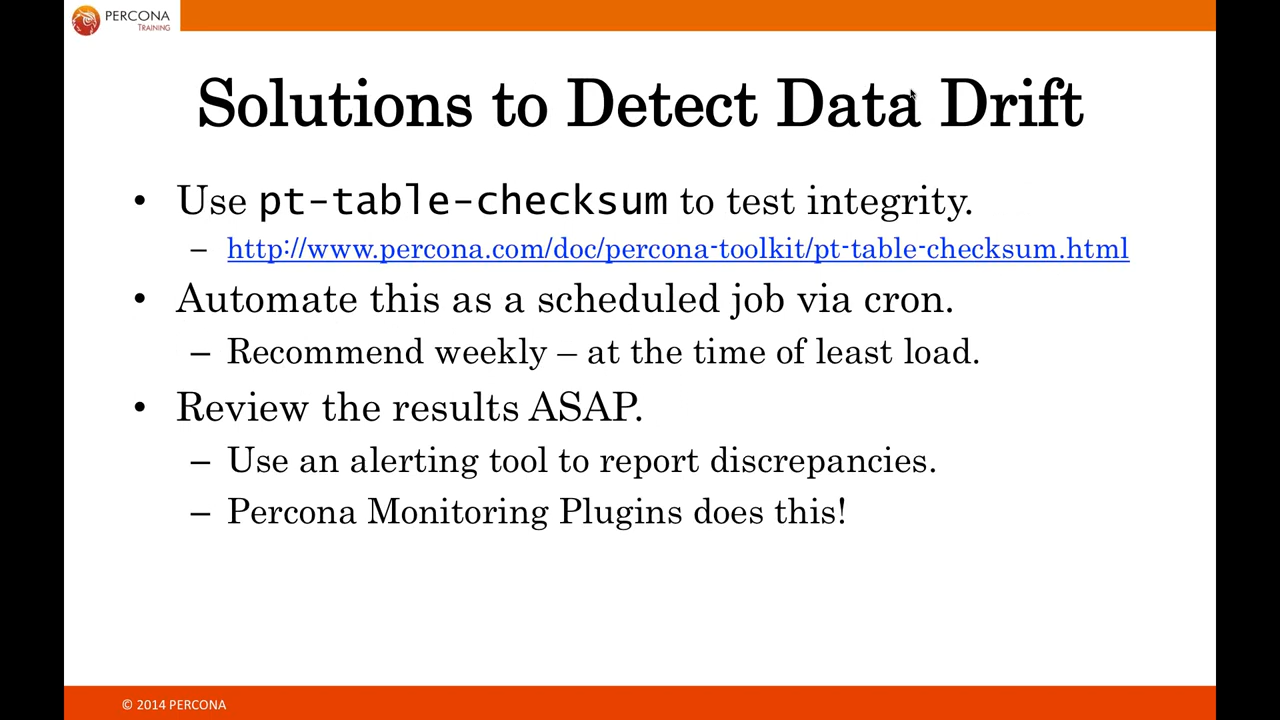 PERCONA
TRAINING
Solutions to Detect Data Drift
• Use pt-table-checksum to test integrity.
– http://www.percona.com/doc/percona-toolkit/pt-table-checksum.html
• Automate this as a scheduled job via cron.
– Recommend weekly – at the time of least load.
• Review the results ASAP.
– Use an alerting tool to report discrepancies.
– Percona Monitoring Plugins does this!
© 2014 PERCONA